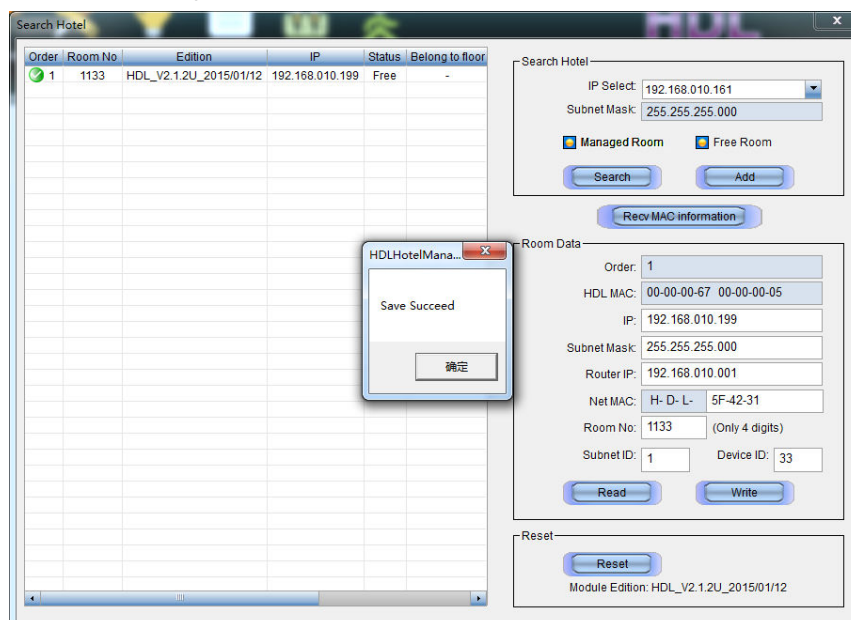 Search Hotel
HDL
x
Order Room No Edition IP Status Belong to floor
1 1133 HDL_V2.1.2U_2015/01/12 192.168.010.199 Free -
Search Hotel
IP Select: 192.168.010.161
Subnet Mask: 255.255.255.000
Managed Room Free Room
Search Add
Recv MAC information
HDLHotelMana... x
Save Succeed
确定
Room Data
Order: 1
HDL MAC: 00-00-00-67 00-00-00-05
IP: 192.168.010.199
Subnet Mask: 255.255.255.000
Router IP: 192.168.010.001
Net MAC: H- D- L- 5F-42-31
Room No: 1133 (Only 4 digits)
Subnet ID: 1 Device ID: 33
Read Write
Reset
Reset
Module Edition: HDL_V2.1.2U_2015/01/12